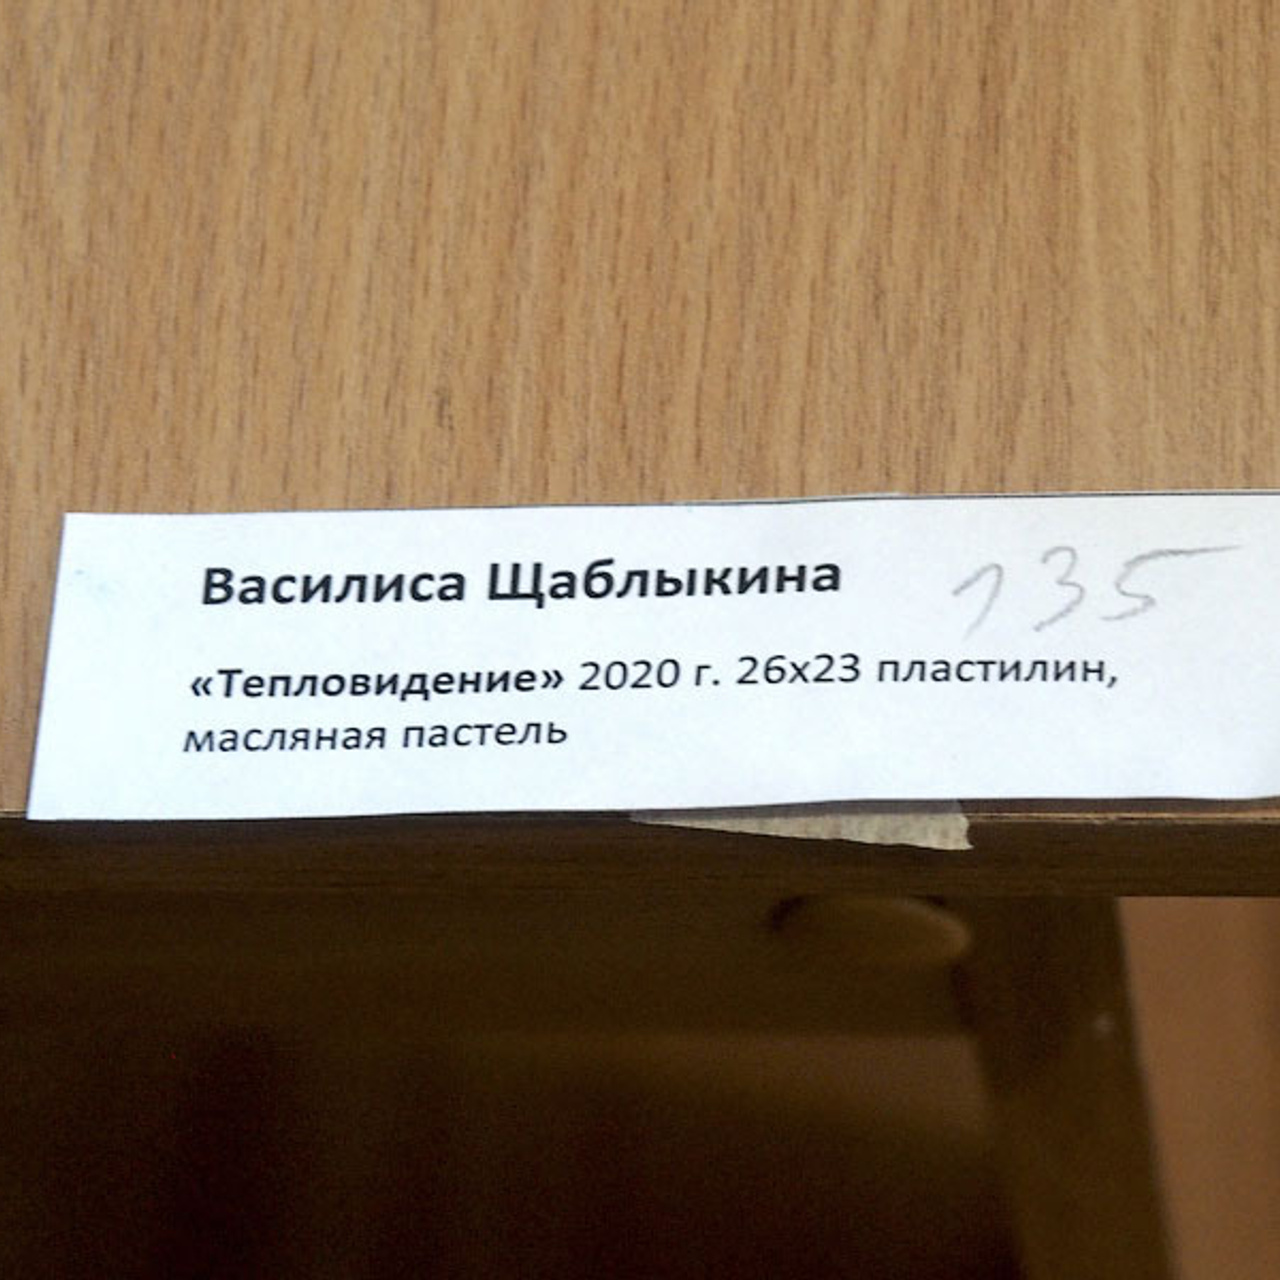 Василиса Щаблыкина 135
«Тепловидение» 2020 г. 26х23 пластилин,
масляная пастель